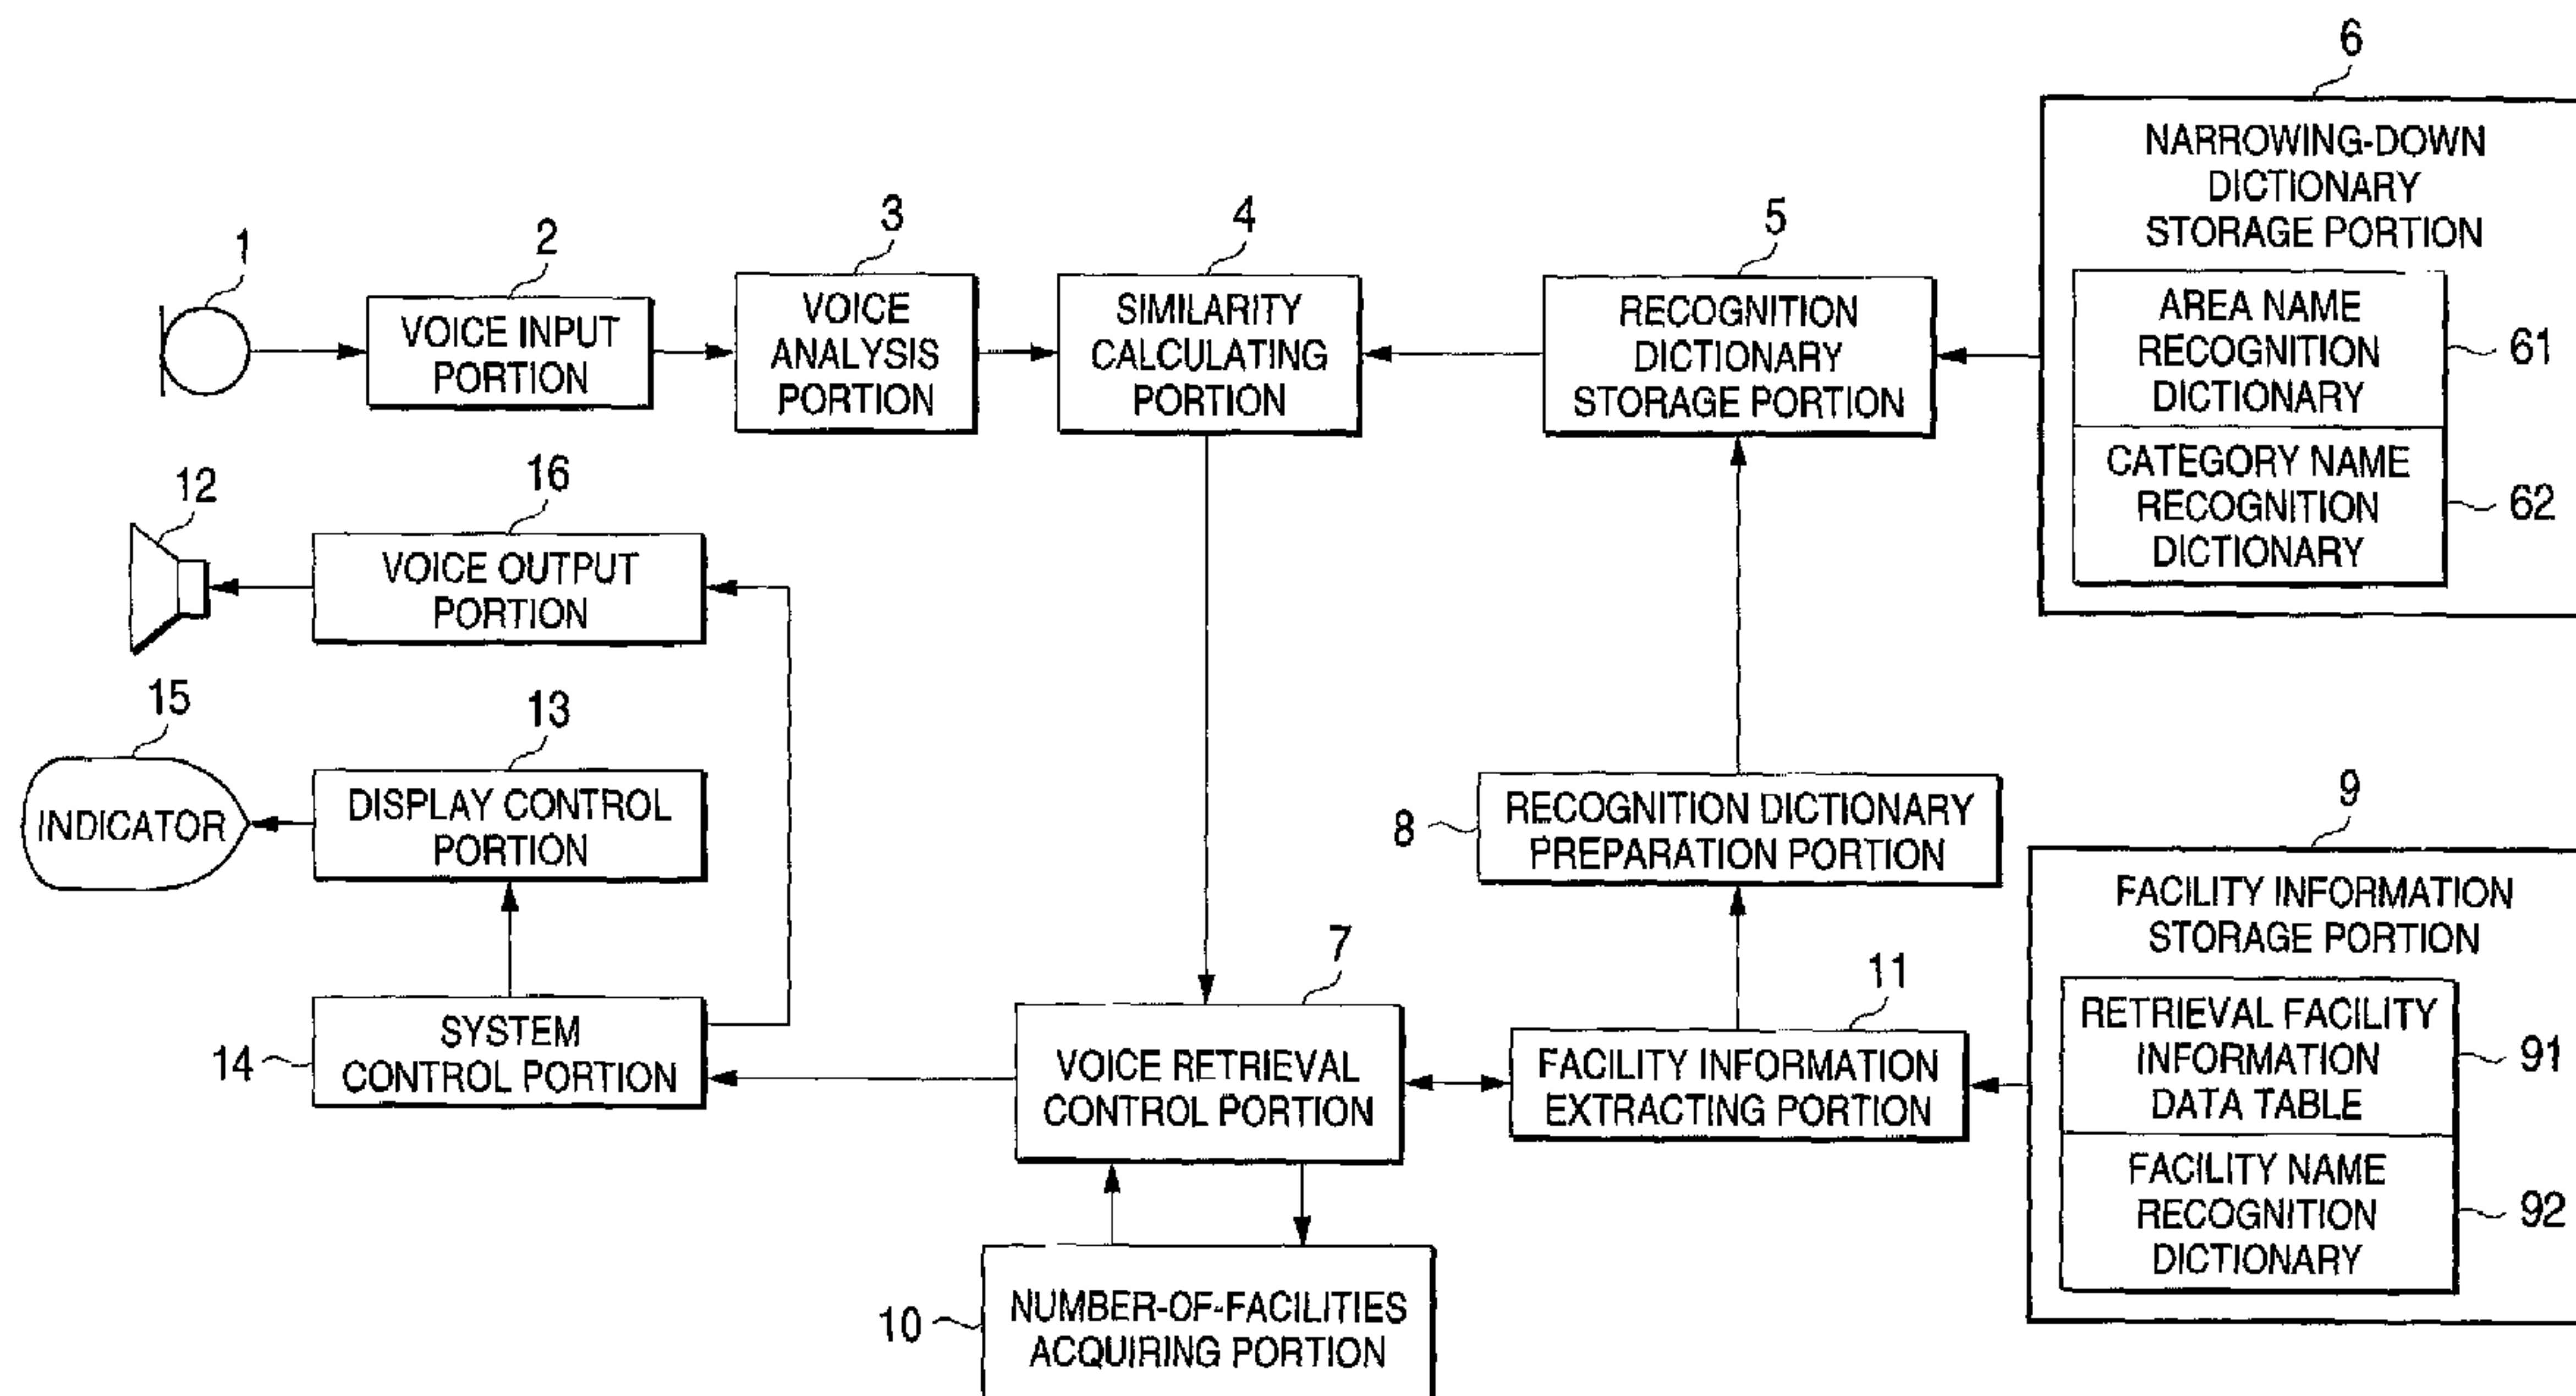 6
NARROWING-DOWN
DICTIONARY
STORAGE PORTION
AREA NAME
RECOGNITION
DICTIONARY
61
CATEGORY NAME
RECOGNITION
DICTIONARY
62
1
2
VOICE INPUT
PORTION
3
VOICE
ANALYSIS
PORTION
4
SIMILARITY
CALCULATING
PORTION
5
RECOGNITION
DICTIONARY
STORAGE PORTION
12
16
VOICE OUTPUT
PORTION
15
INDICATOR
13
DISPLAY CONTROL
PORTION
8
RECOGNITION DICTIONARY
PREPARATION PORTION
9
FACILITY INFORMATION
STORAGE PORTION
RETRIEVAL FACILITY
INFORMATION
DATA TABLE
91
FACILITY NAME
RECOGNITION
DICTIONARY
92
14
SYSTEM
CONTROL PORTION
7
VOICE RETRIEVAL
CONTROL PORTION
11
FACILITY INFORMATION
EXTRACTING PORTION
10
NUMBER-OF-FACILITIES
ACQUIRING PORTION